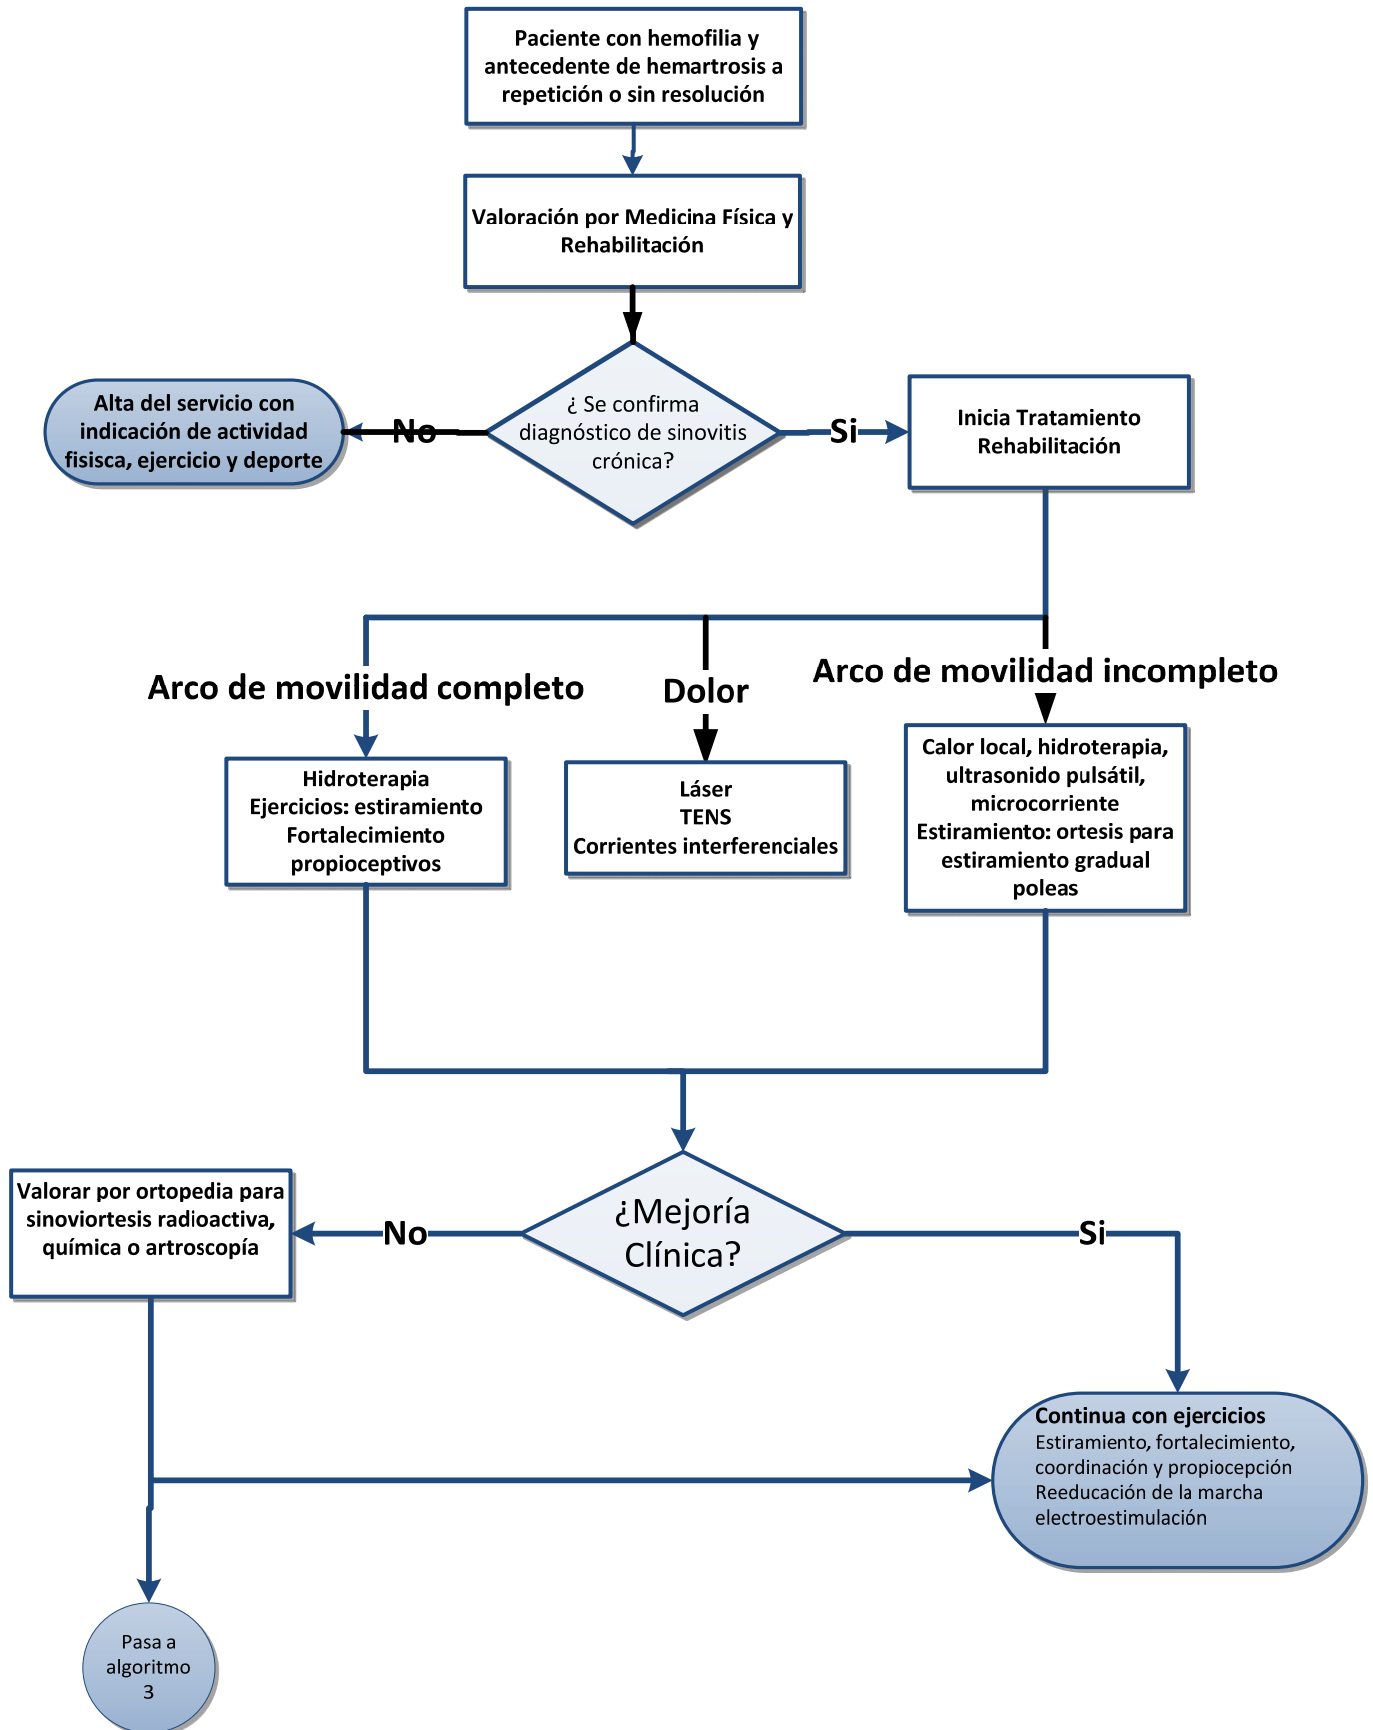 Paciente con hemofilia y
antecedente de hemartrosis a
repetición o sin resolución
Valoración por Medicina Física y
Rehabilitación
¿ Se confirma
diagnóstico de sinovitis
crónica?
No
Alta del servicio con
indicación de actividad
fisisca, ejercicio y deporte
Si
Inicia Tratamiento
Rehabilitación
Arco de movilidad completo
Dolor
Arco de movilidad incompleto
Hidroterapia
Ejercicios: estiramiento
Fortalecimiento
propioceptivos
Láser
TENS
Corrientes interferenciales
Calor local, hidroterapia,
ultrasonido pulsátil,
microcorriente
Estiramiento: ortesis para
estiramiento gradual
poleas
¿Mejoría
Clínica?
No
Valorar por ortopedia para
sinoviortesis radioactiva,
química o artroscopía
Si
Continua con ejercicios
Estiramiento, fortalecimiento,
coordinación y propiocepción
Reeducación de la marcha
electroestimulación
Pasa a
algoritmo
3